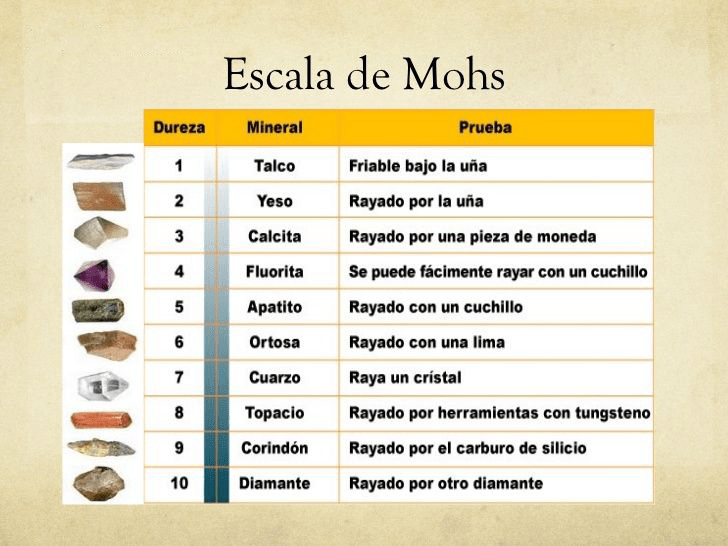 Escala de Mohs
Dureza Mineral Prueba
1 Talco Friable bajo la uña
2 Yeso Rayado por la uña
3 Calcita Rayado por una pieza de moneda
4 Fluorita Se puede fácimente rayar con un cuchillo
5 Apatito Rayado con un cuchillo
6 Ortosa Rayado con una lima
7 Cuarzo Raya un cristal
8 Topacio Rayado por herramientas con tungsteno
9 Corindón Rayado por el carburo de silicio
10 Diamante Rayado por otro diamante